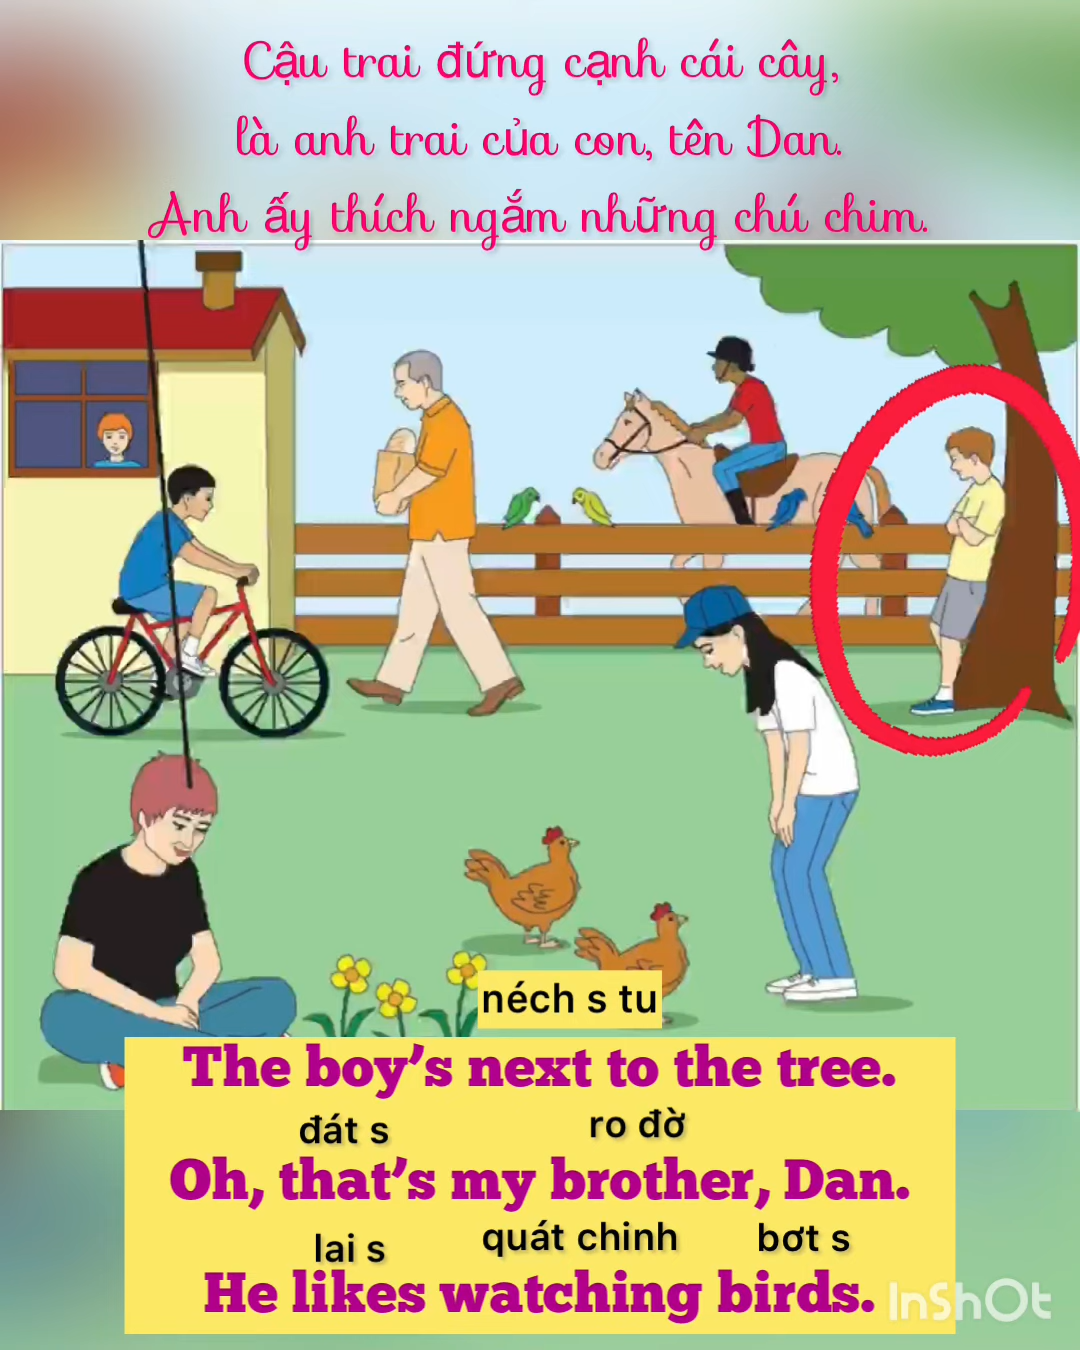 Cậu trai đứng cạnh cái cây,
là anh trai của con, tên Dan.
Anh ấy thích ngắm những chú chim.
néch s tu
The boy's next to the tree.
đát s ro đờ
Oh, that's my brother, Dan.
lai s quát chinh bơt s
He likes watching birds.
InShOt